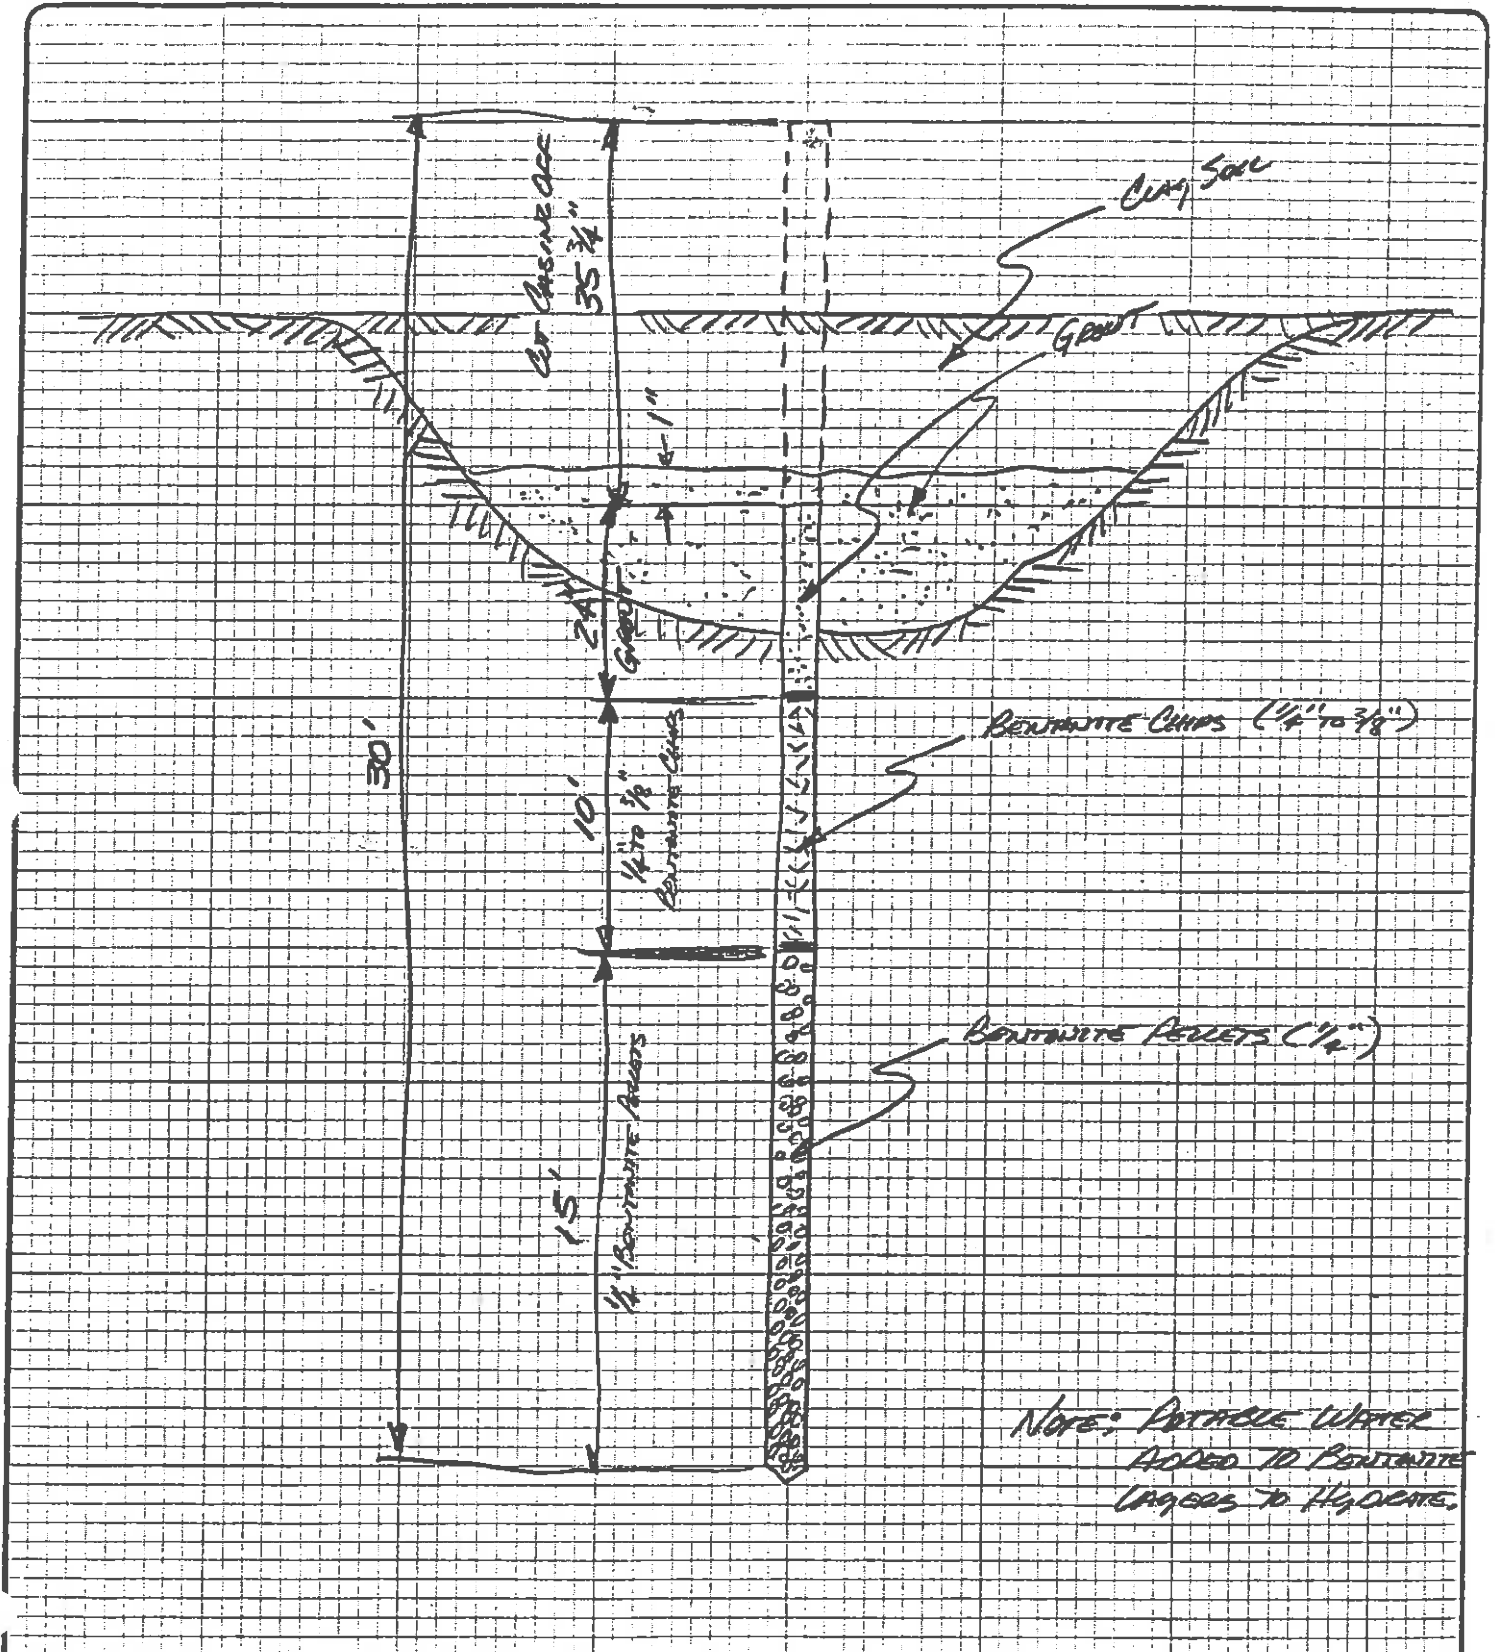 CUT CASING OFF
35 3/4"
CLAY SOIL
GROUT
1"
24"
GROUT
30'
10'
1/4" TO 3/8"
BENTONITE CHIPS
BENTONITE CHIPS (1/4" TO 3/8")
15'
1/4" BENTONITE PELLETS
BENTONITE PELLETS (1/4")
NOTE: POTABLE WATER
ADDED TO BENTONITE
LAYERS TO HYDRATE.